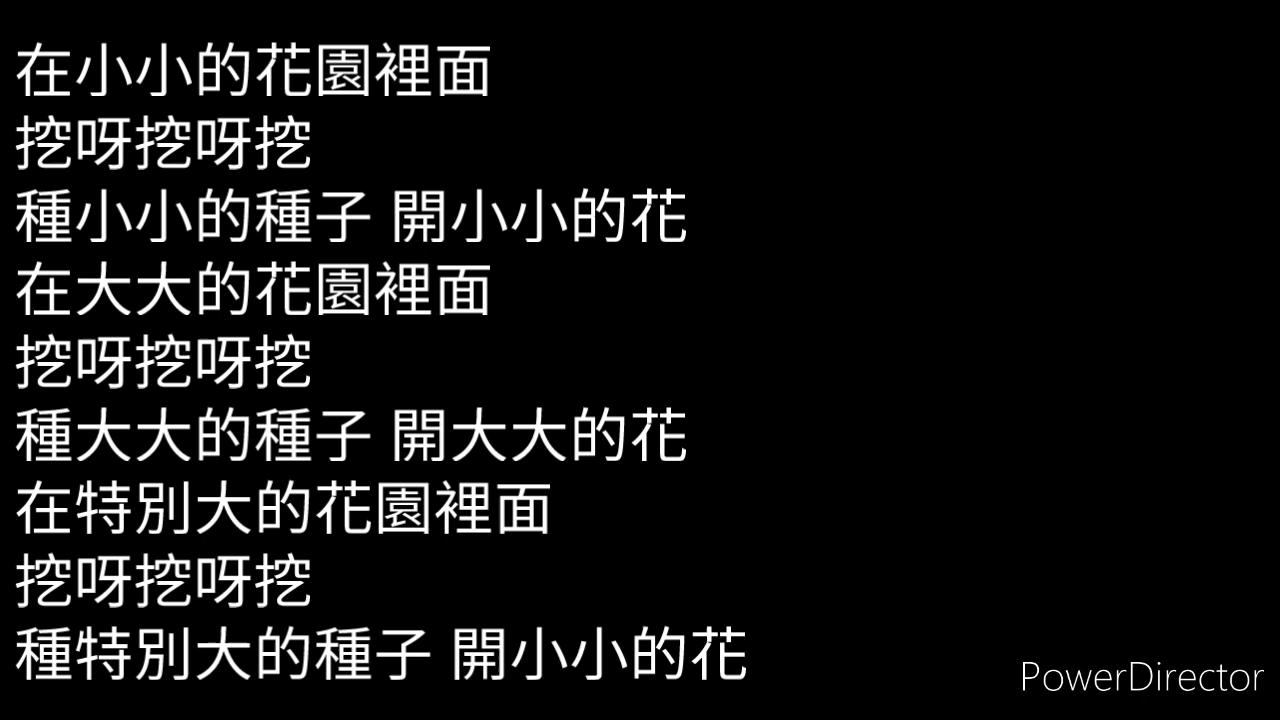 在小小的花園裡面
挖呀挖呀挖
種小小的種子 開小小的花
在大大的花園裡面
挖呀挖呀挖
種大大的種子 開大大的花
在特別大的花園裡面
挖呀挖呀挖
種特別大的種子 開小小的花
PowerDirector